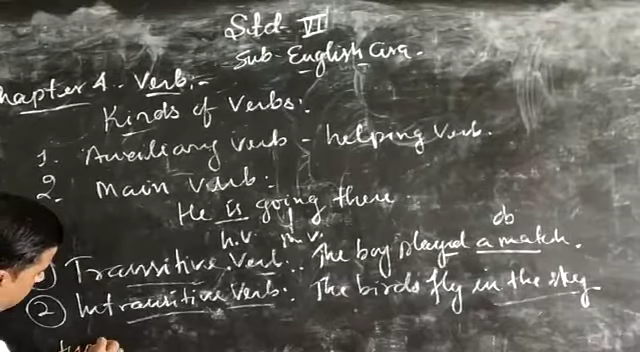 Std- VI
Sub- English Gra.
hapter 4. Verb:-
Kinds of verbs:
1. Auxiliary verb - helping verb.
2. Main verb:
He is going there.
h.v. m.v.
ob
1) Transitive verb: The boy played a match.
2 Intransitive verb: The birds fly in the sky